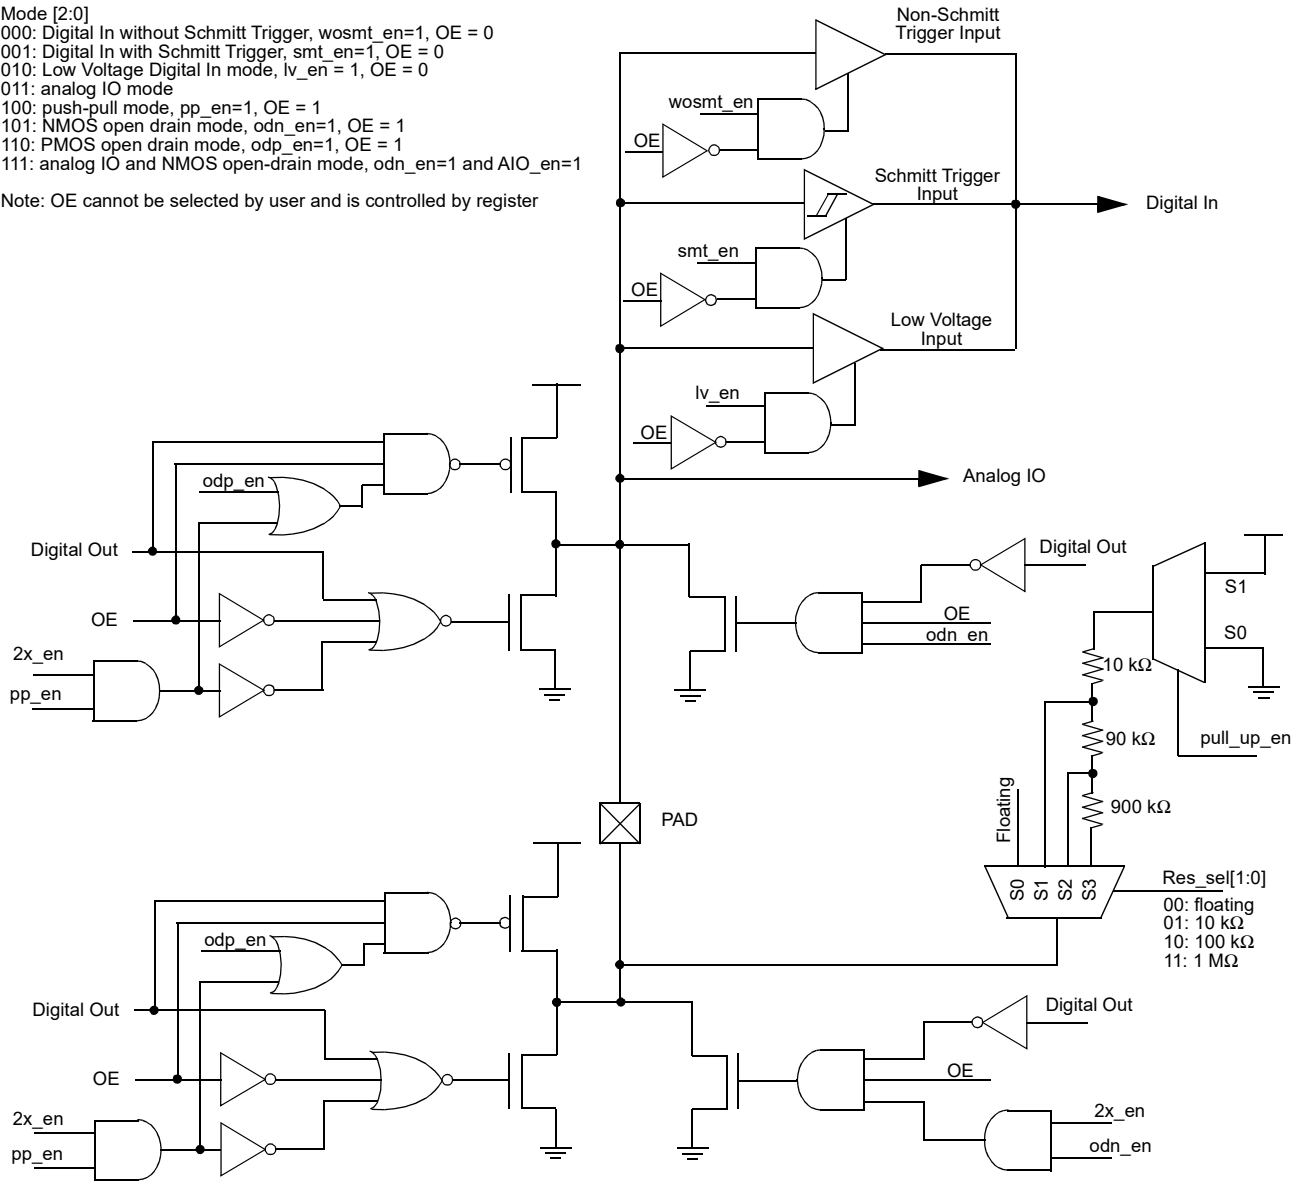 Mode [2:0]
000: Digital In without Schmitt Trigger, wosmt_en=1, OE = 0
001: Digital In with Schmitt Trigger, smt_en=1, OE = 0
010: Low Voltage Digital In mode, lv_en = 1, OE = 0
011: analog IO mode
100: push-pull mode, pp_en=1, OE = 1
101: NMOS open drain mode, odn_en=1, OE = 1
110: PMOS open drain mode, odp_en=1, OE = 1
111: analog IO and NMOS open-drain mode, odn_en=1 and AIO_en=1
Note: OE cannot be selected by user and is controlled by register
Non-Schmitt
Trigger Input
wosmt_en
OE
Schmitt Trigger
Input
Digital In
smt_en
OE
Low Voltage
Input
lv_en
OE
Analog IO
odp_en
Digital Out
OE
2x_en
pp_en
Digital Out
OE
odn_en
S1
S0
10 kΩ
90 kΩ
pull_up_en
900 kΩ
Floating
PAD
S0
S1
S2
S3
Res_sel[1:0]
00: floating
01: 10 kΩ
10: 100 kΩ
11: 1 MΩ
odp_en
Digital Out
OE
2x_en
pp_en
Digital Out
OE
2x_en
odn_en